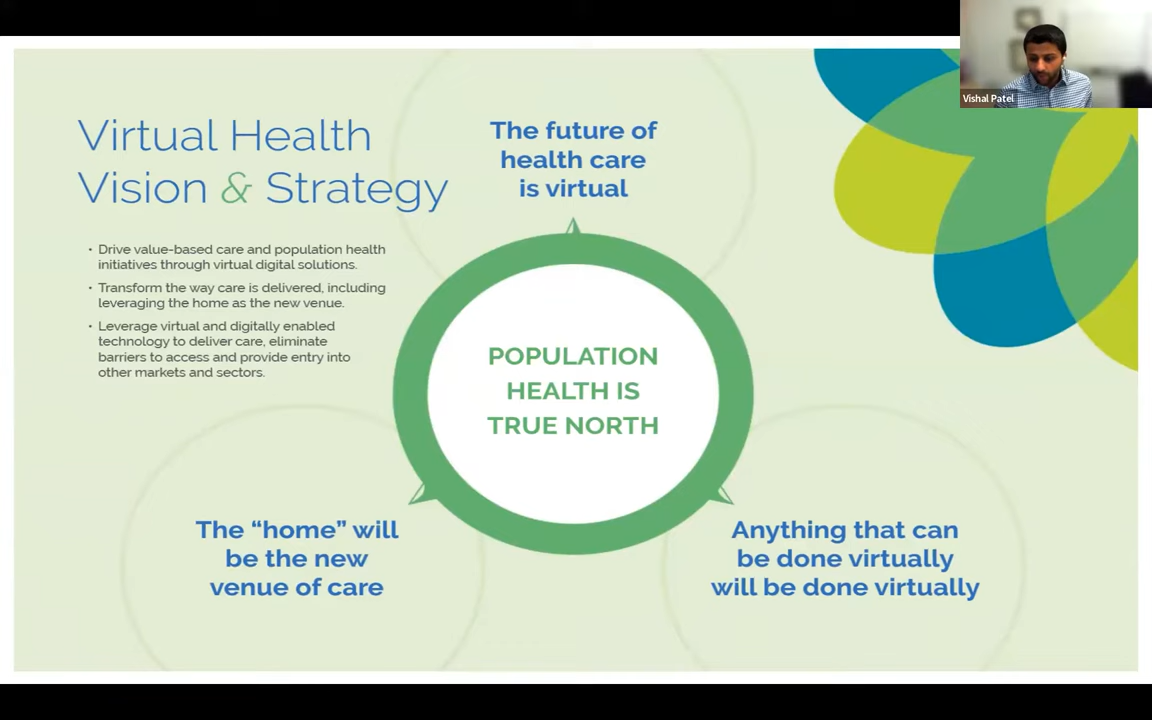 Virtual Health
Vision & Strategy
• Drive value-based care and population health
initiatives through virtual digital solutions.
• Transform the way care is delivered, including
leveraging the home as the new venue.
• Leverage virtual and digitally enabled
technology to deliver care, eliminate
barriers to access and provide entry into
other markets and sectors.
The future of
health care
is virtual
POPULATION
HEALTH IS
TRUE NORTH
The “home” will
be the new
venue of care
Anything that can
be done virtually
will be done virtually
Vishal Patel